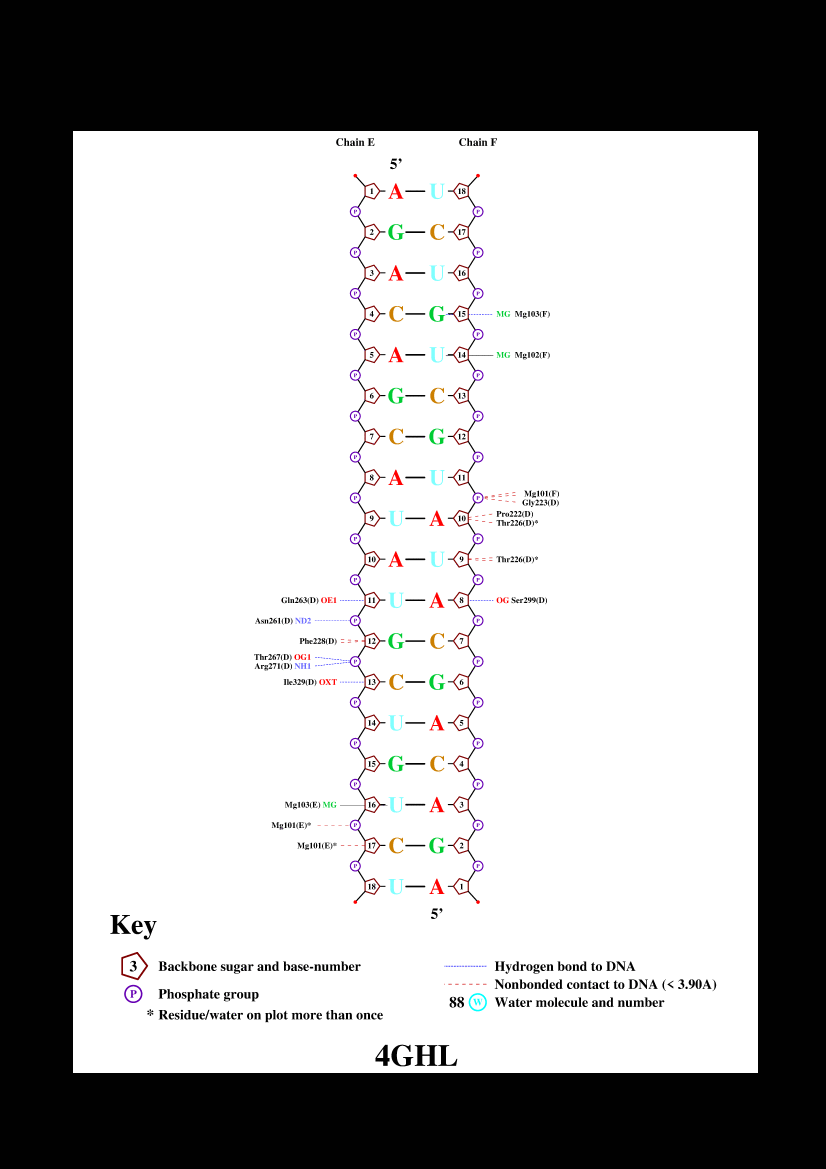 Chain E Chain F
5’
1 A U 18
P P
2 G C 17
P P
3 A U 16
P P
4 C G 15 MG Mg103(F)
P P
5 A U 14 MG Mg102(F)
P P
6 G C 13
P P
7 C G 12
P P
8 A U 11
P P Mg101(F)
Gly223(D)
9 U A 10 Pro222(D)
Thr226(D)*
P P
10 A U 9 Thr226(D)*
P P
Gln263(D) OE1 11 U A 8 OG Ser299(D)
Asn261(D) ND2 P P
Phe228(D) 12 G C 7
Thr267(D) OG1 P P
Arg271(D) NH1
Ile329(D) OXT 13 C G 6
P P
14 U A 5
P P
15 G C 4
P P
Mg103(E) MG 16 U A 3
Mg101(E)* P P
Mg101(E)* 17 C G 2
P P
18 U A 1
5’
Key
3 Backbone sugar and base-number
P Phosphate group
* Residue/water on plot more than once
Hydrogen bond to DNA
Nonbonded contact to DNA (< 3.90A)
88 W Water molecule and number
4GHL